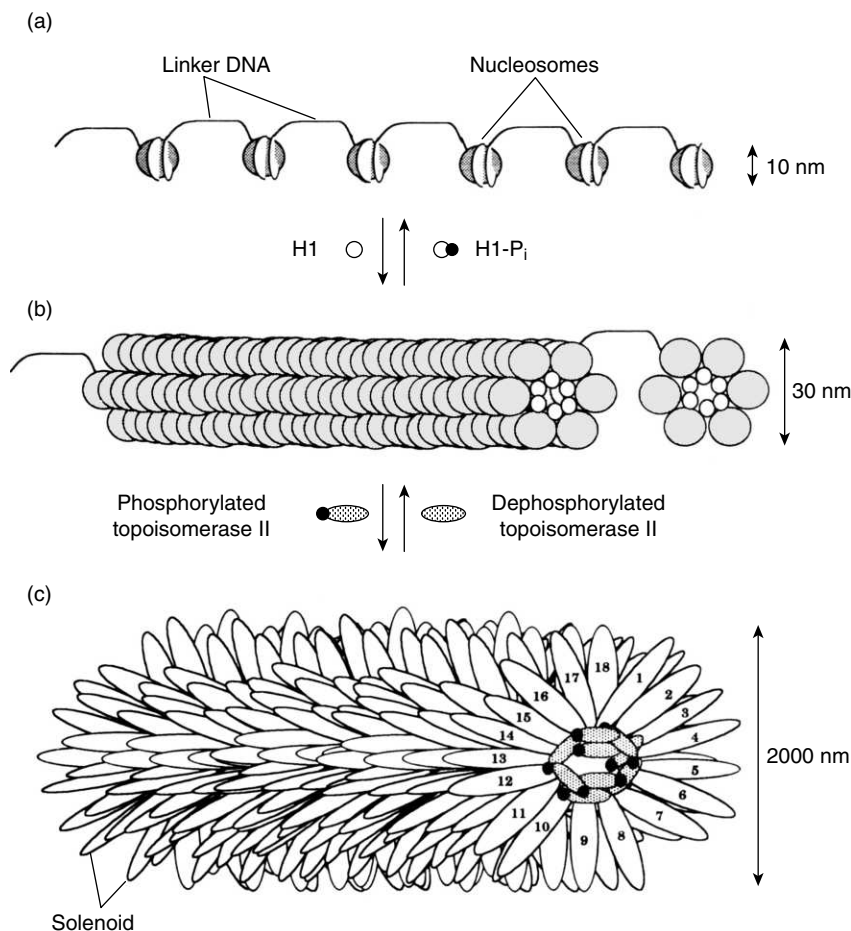 (a)
Linker DNA
Nucleosomes
10 nm
H1
H1-Pi
(b)
30 nm
Phosphorylated
topoisomerase II
Dephosphorylated
topoisomerase II
(c)
18
17
1
16
2
15
3
14
4
13
5
12
6
11
7
10
9
8
2000 nm
Solenoid